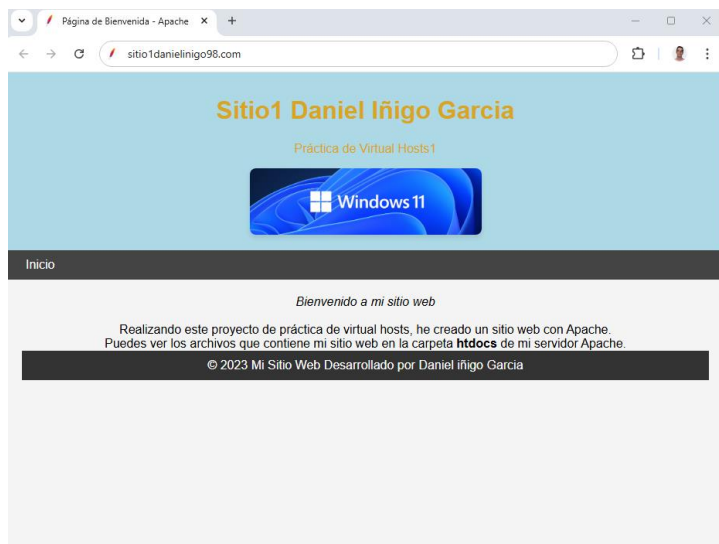 Página de Bienvenida - Apache
sitio1danielinigo98.com
Sitio1 Daniel Iñigo Garcia
Práctica de Virtual Hosts1
Windows 11
Inicio
Bienvenido a mi sitio web
Realizando este proyecto de práctica de virtual hosts, he creado un sitio web con Apache.
Puedes ver los archivos que contiene mi sitio web en la carpeta htdocs de mi servidor Apache.
© 2023 Mi Sitio Web Desarrollado por Daniel iñigo Garcia